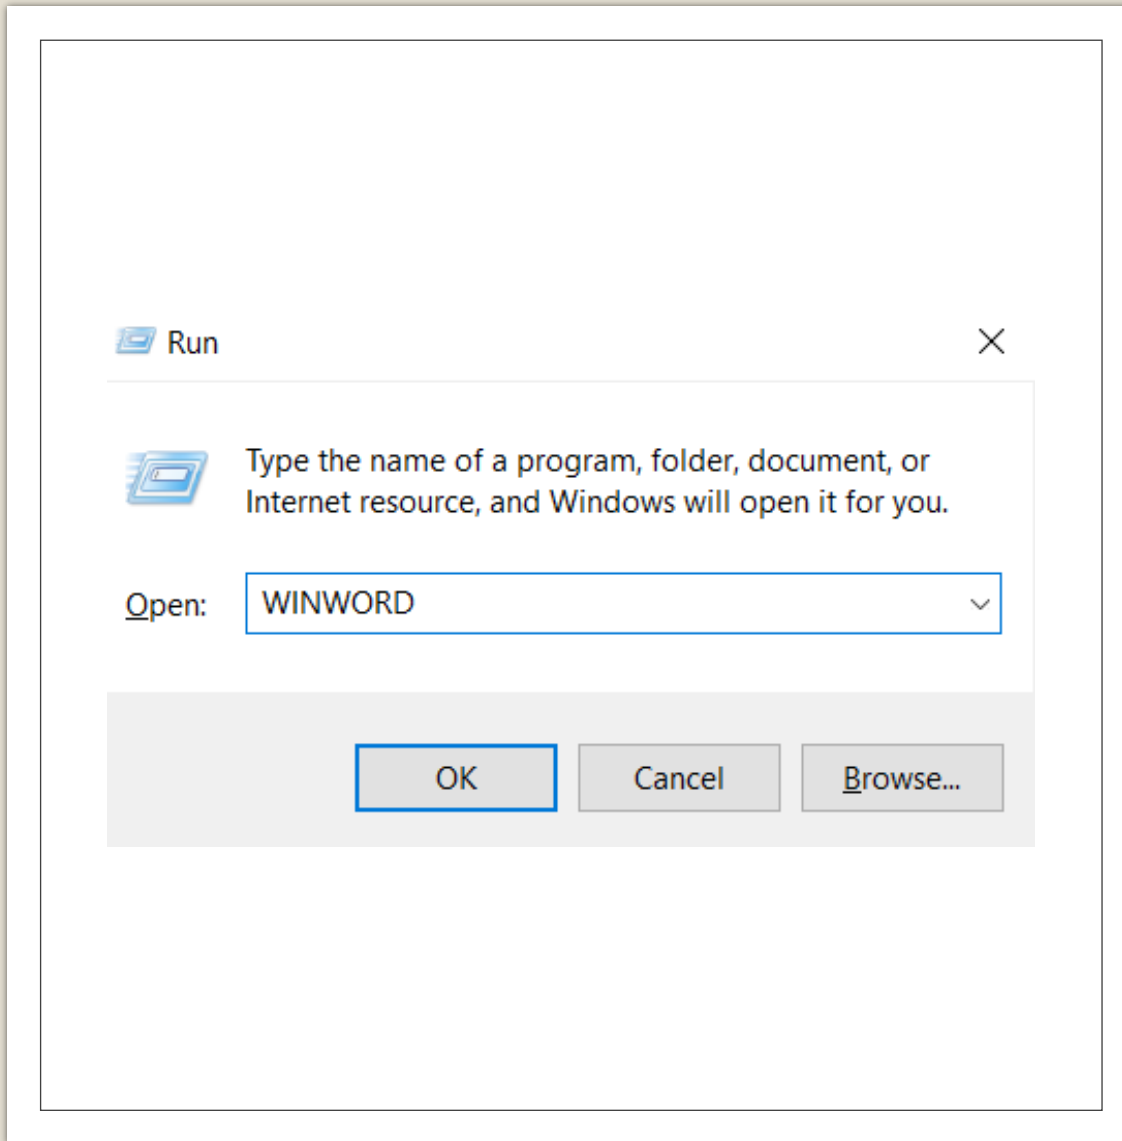 Run
Type the name of a program, folder, document, or
Internet resource, and Windows will open it for you.
Open: WINWORD
OK Cancel Browse...